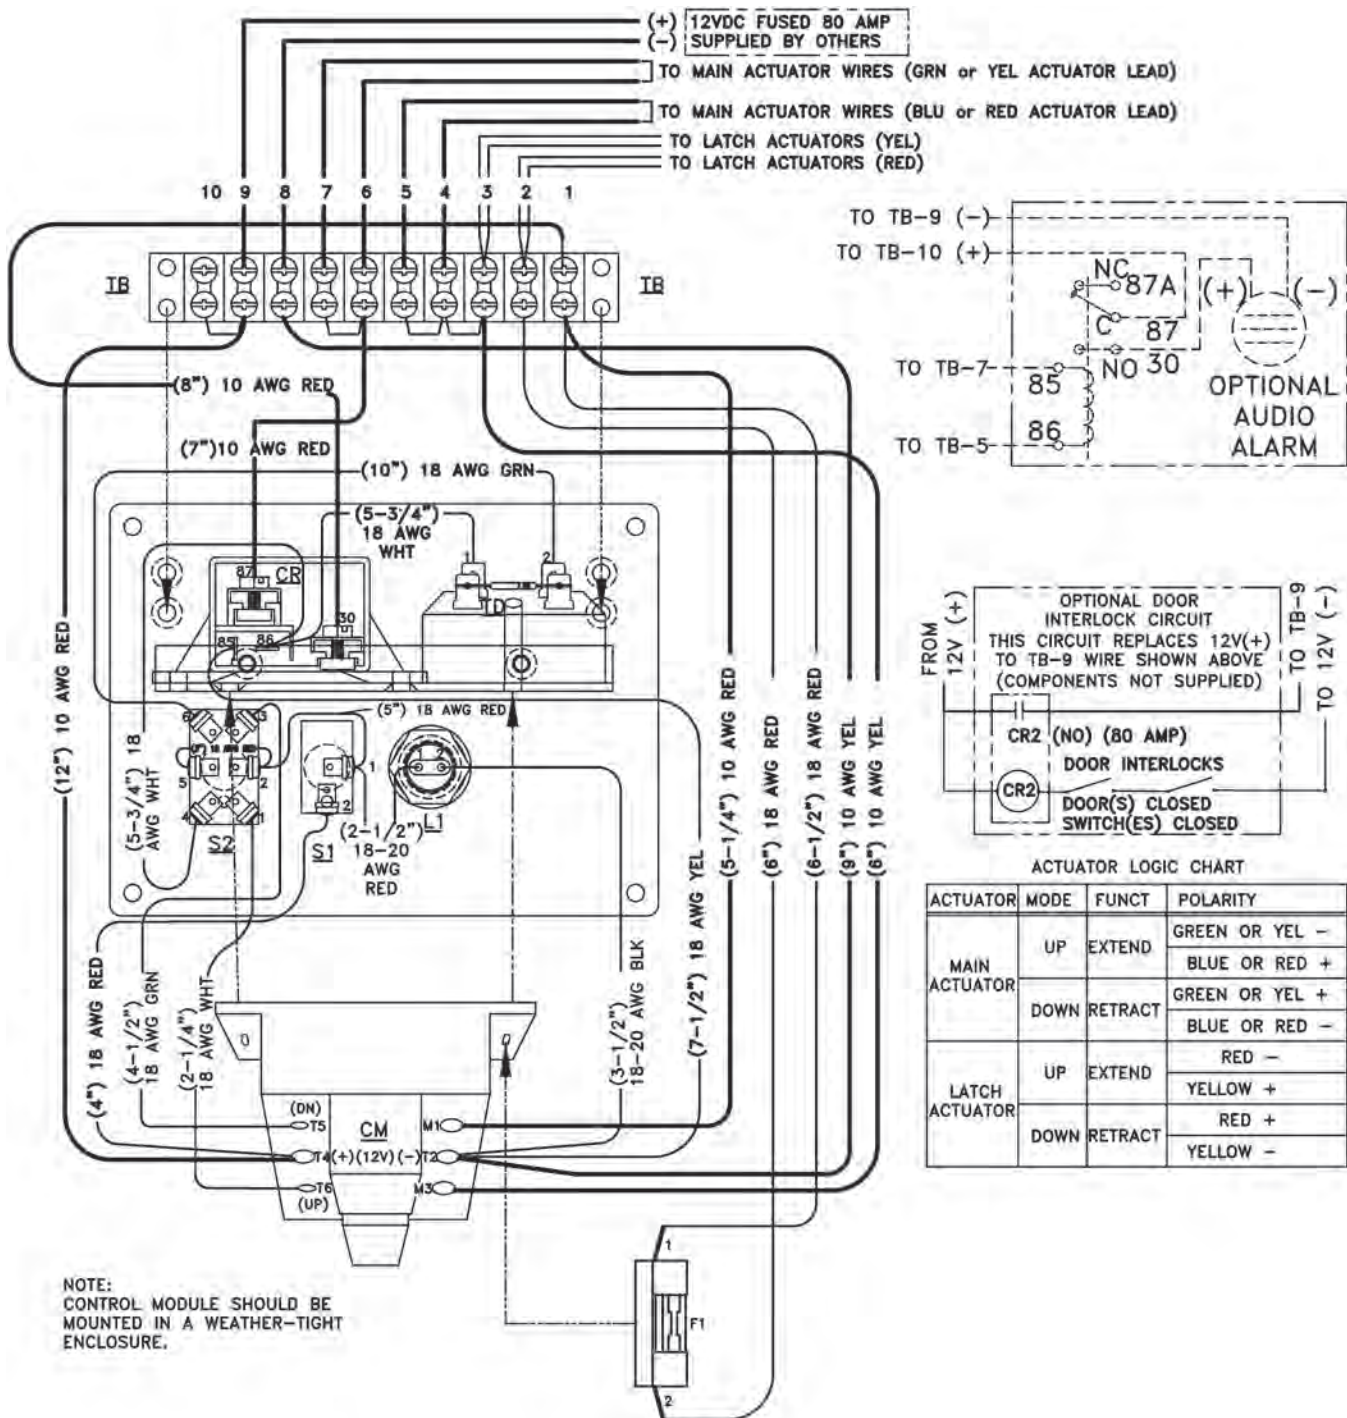 (+) 12VDC FUSED 80 AMP
(-) SUPPLIED BY OTHERS
TO MAIN ACTUATOR WIRES (GRN or YEL ACTUATOR LEAD)
TO MAIN ACTUATOR WIRES (BLU or RED ACTUATOR LEAD)
TO LATCH ACTUATORS (YEL)
TO LATCH ACTUATORS (RED)
10 9 8 7 6 5 4 3 2 1
TB
TB
TO TB-9 (-)
TO TB-10 (+)
NC 87A
C 87
NO 30
(+) (-)
TO TB-7
85
86
TO TB-5
OPTIONAL
AUDIO
ALARM
(8") 10 AWG RED
(7")10 AWG RED
(10") 18 AWG GRN
(5-3/4")
18 AWG
WHT
1 2
87 CR
TD
30
85 86
(12") 10 AWG RED
(5") 18 AWG RED
6 3
5 2
4 1
S2
(5-3/4") 18
AWG WHT
1
2
S1
2
L1
(2-1/2")
18-20
AWG
RED
(4") 18 AWG RED
(4-1/2")
18 AWG GRN
(2-1/4")
18 AWG WHT
(3-1/2")
18-20 AWG BLK
(7-1/2") 18 AWG YEL
(5-1/4") 10 AWG RED
(6") 18 AWG RED
(6-1/2") 18 AWG RED
(9") 10 AWG YEL
(6") 10 AWG YEL
(DN)
T5 CM M1
T4(+)(12V)(-)T2
T6 M3
(UP)
1
F1
2
NOTE:
CONTROL MODULE SHOULD BE
MOUNTED IN A WEATHER-TIGHT
ENCLOSURE.
FROM
12V (+)
OPTIONAL DOOR
INTERLOCK CIRCUIT
THIS CIRCUIT REPLACES 12V(+)
TO TB-9 WIRE SHOWN ABOVE
(COMPONENTS NOT SUPPLIED)
TO TB-9
TO 12V (-)
CR2 (NO) (80 AMP)
DOOR INTERLOCKS
CR2
DOOR(S) CLOSED
SWITCH(ES) CLOSED
ACTUATOR LOGIC CHART
ACTUATOR MODE FUNCT POLARITY
MAIN ACTUATOR UP EXTEND GREEN OR YEL -
BLUE OR RED +
DOWN RETRACT GREEN OR YEL +
BLUE OR RED -
LATCH ACTUATOR UP EXTEND RED -
YELLOW +
DOWN RETRACT RED +
YELLOW -